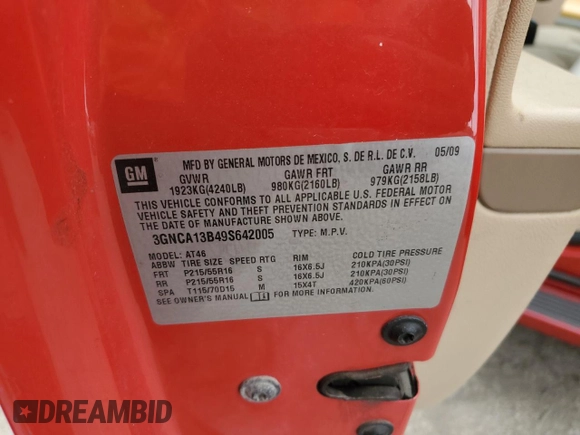 GM
MFD BY GENERAL MOTORS DE MEXICO, S. DE R.L. DE C.V. 05/09
GVWR GAWR FRT GAWR RR
1923KG(4240LB) 980KG(2160LB) 979KG(2158LB)
THIS VEHICLE CONFORMS TO ALL APPLICABLE U.S. FEDERAL MOTOR
VEHICLE SAFETY AND THEFT PREVENTION STANDARDS IN EFFECT ON
THE DATE OF MANUFACTURE SHOWN ABOVE.
3GNCA13B49S642005 TYPE: M.P.V.
MODEL: AT46
ABBW TIRE SIZE SPEED RTG RIM COLD TIRE PRESSURE
FRT P215/55R16 S 16X6.5J 210KPA(30PSI)
RR P215/55R16 S 16X6.5J 210KPA(30PSI)
SPA T115/70D15 M 15X4T 420KPA(60PSI)
SEE OWNER'S MANUAL FOR MORE INFORMATION.
DREAMBID